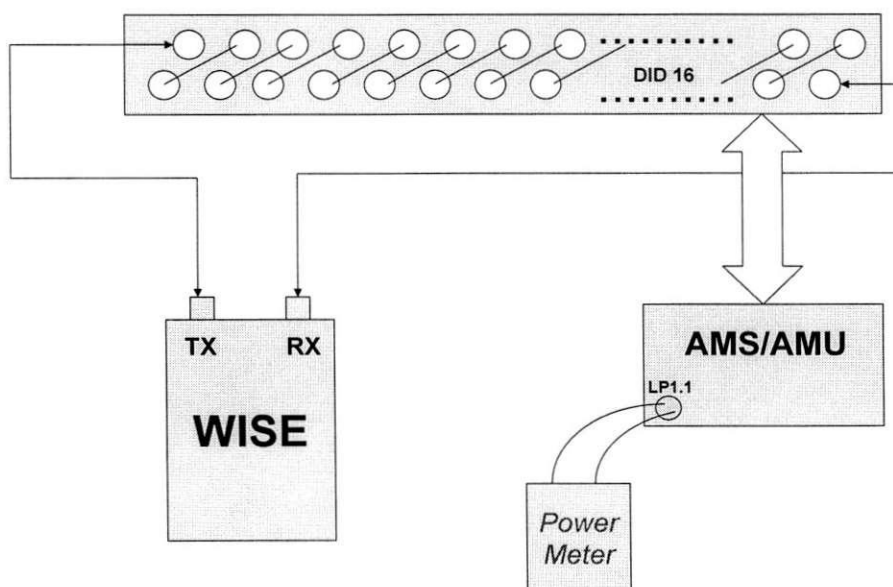 DID 16
TX RX
WISE
AMS/AMU
LP1.1
Power
Meter